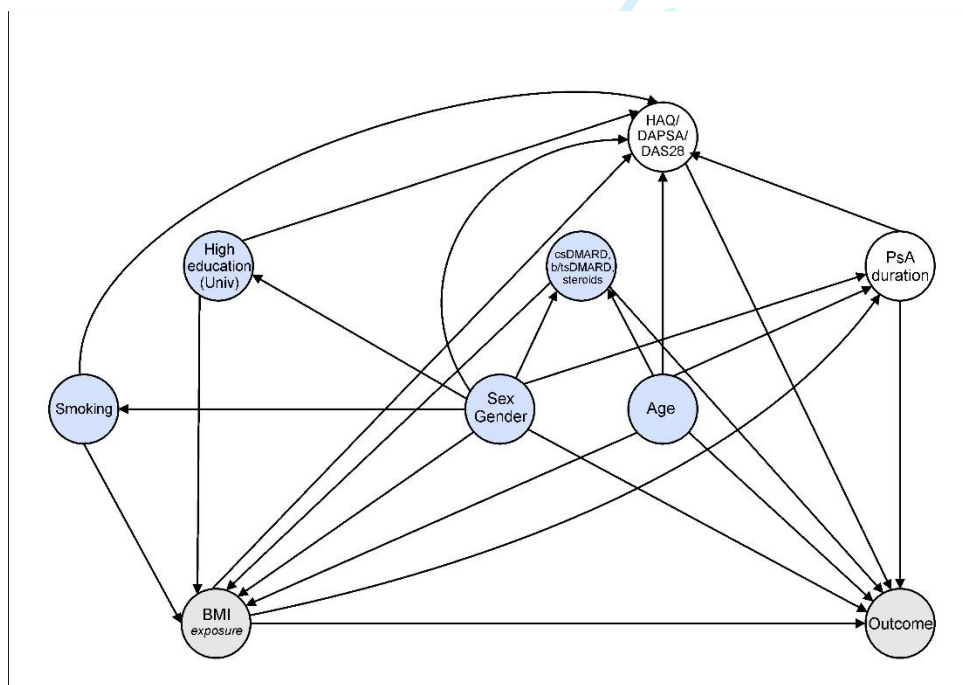 HAQ/
DAPSA/
DAS28
High
education
(Univ)
csDMARD,
b/tsDMARD,
steroids
PsA
duration
Smoking
Sex
Gender
Age
BMI
exposure
Outcome